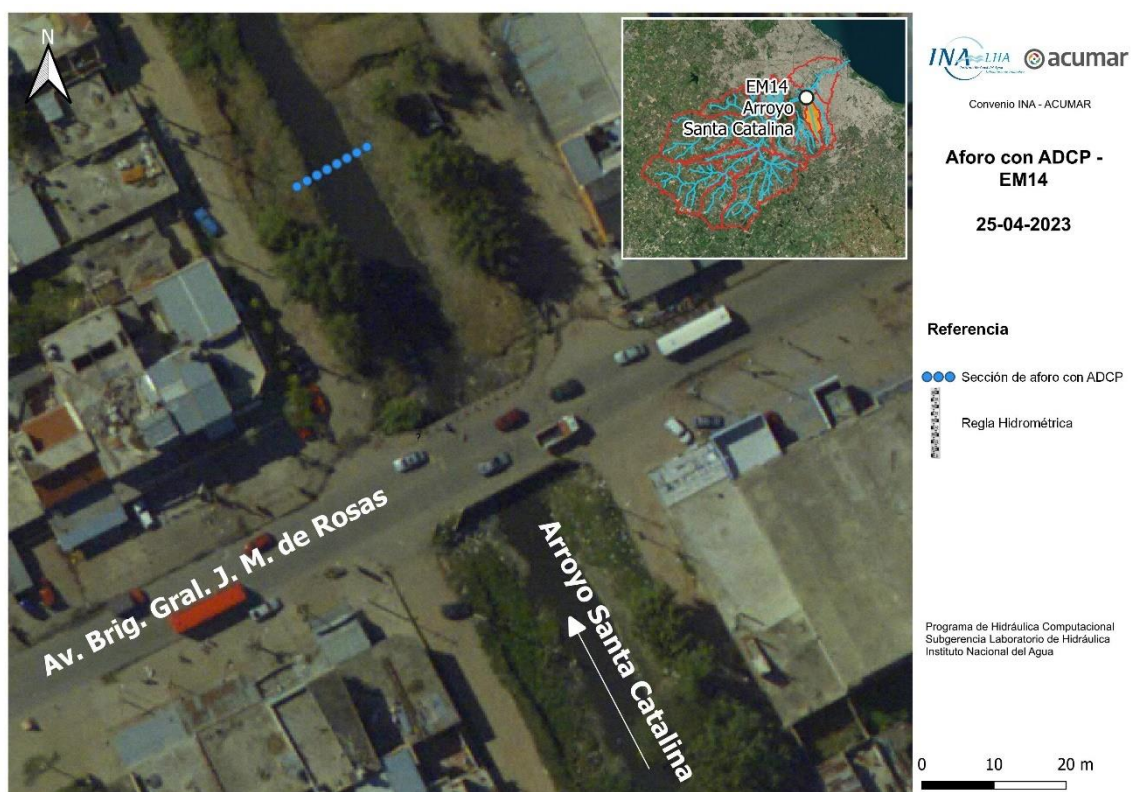 N
EM14
Arroyo
Santa Catalina
Av. Brig. Gral. J. M. de Rosas
Arroyo Santa Catalina
INA LHA
acumar
Convenio INA - ACUMAR
Aforo con ADCP -
EM14
25-04-2023
Referencia
Sección de aforo con ADCP
Regla Hidrométrica
Programa de Hidráulica Computacional
Subgerencia Laboratorio de Hidráulica
Instituto Nacional del Agua
0 10 20 m